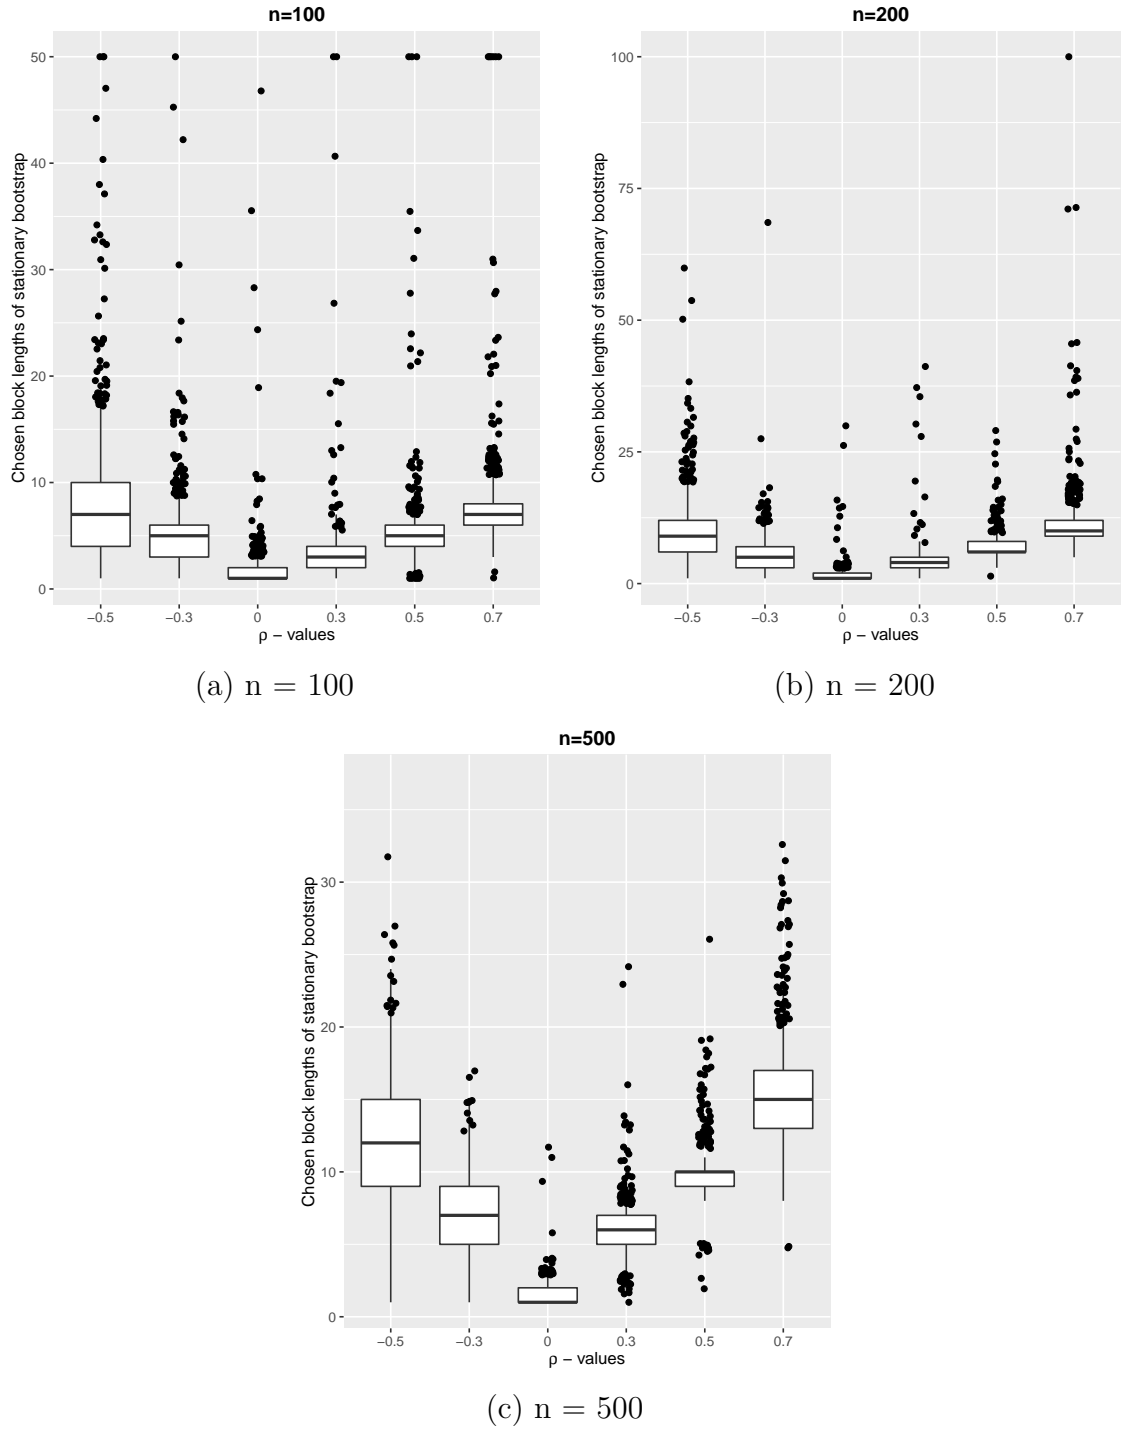 n=100
Chosen block lengths of stationary bootstrap
50
40
30
20
10
0
−0.5 −0.3 0 0.3 0.5 0.7
ρ − values
(a) n = 100
n=200
Chosen block lengths of stationary bootstrap
100
75
50
25
0
−0.5 −0.3 0 0.3 0.5 0.7
ρ − values
(b) n = 200
n=500
Chosen block lengths of stationary bootstrap
30
20
10
0
−0.5 −0.3 0 0.3 0.5 0.7
ρ − values
(c) n = 500